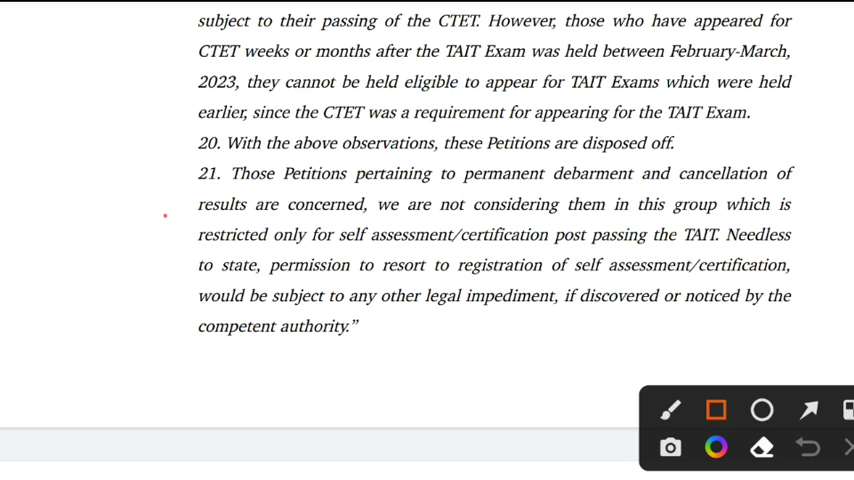 subject to their passing of the CTET. However, those who have appeared for
CTET weeks or months after the TAIT Exam was held between February-March,
2023, they cannot be held eligible to appear for TAIT Exams which were held
earlier, since the CTET was a requirement for appearing for the TAIT Exam.
20. With the above observations, these Petitions are disposed off.
21. Those Petitions pertaining to permanent debarment and cancellation of
results are concerned, we are not considering them in this group which is
restricted only for self assessment/certification post passing the TAIT. Needless
to state, permission to resort to registration of self assessment/certification,
would be subject to any other legal impediment, if discovered or noticed by the
competent authority.”